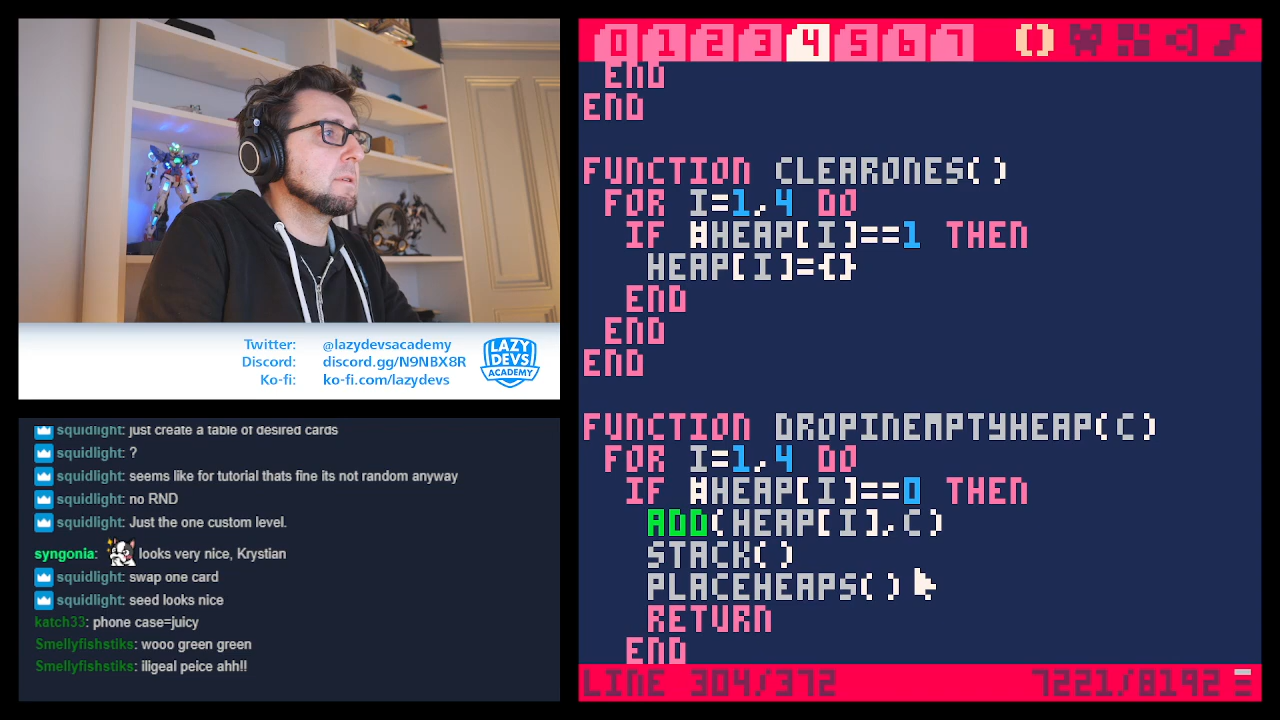 Twitter: @lazydevsacademy
Discord: discord.gg/N9NBX8R
Ko-fi: ko-fi.com/lazydevs
LAZY
DEVS
ACADEMY
squidlight: just create a table of desired cards
squidlight: ?
squidlight: seems like for tutorial thats fine its not random anyway
squidlight: no RND
squidlight: Just the one custom level.
syngonia: looks very nice, Krystian
squidlight: swap one card
squidlight: seed looks nice
katch33: phone case=juicy
Smellyfishstiks: wooo green green
Smellyfishstiks: iligeal peice ahh!!
0 1 2 3 4 5 6 7 ()
END
END
FUNCTION CLEARONES()
FOR I=1,4 DO
IF #HEAP[I]==1 THEN
HEAP[I]={}
END
END
END
FUNCTION DROPINEMPTYHEAP(C)
FOR I=1,4 DO
IF #HEAP[I]==0 THEN
ADD(HEAP[I],C)
STACK()
PLACEHEAPS()
RETURN
END
LINE 304/372 7221/8192